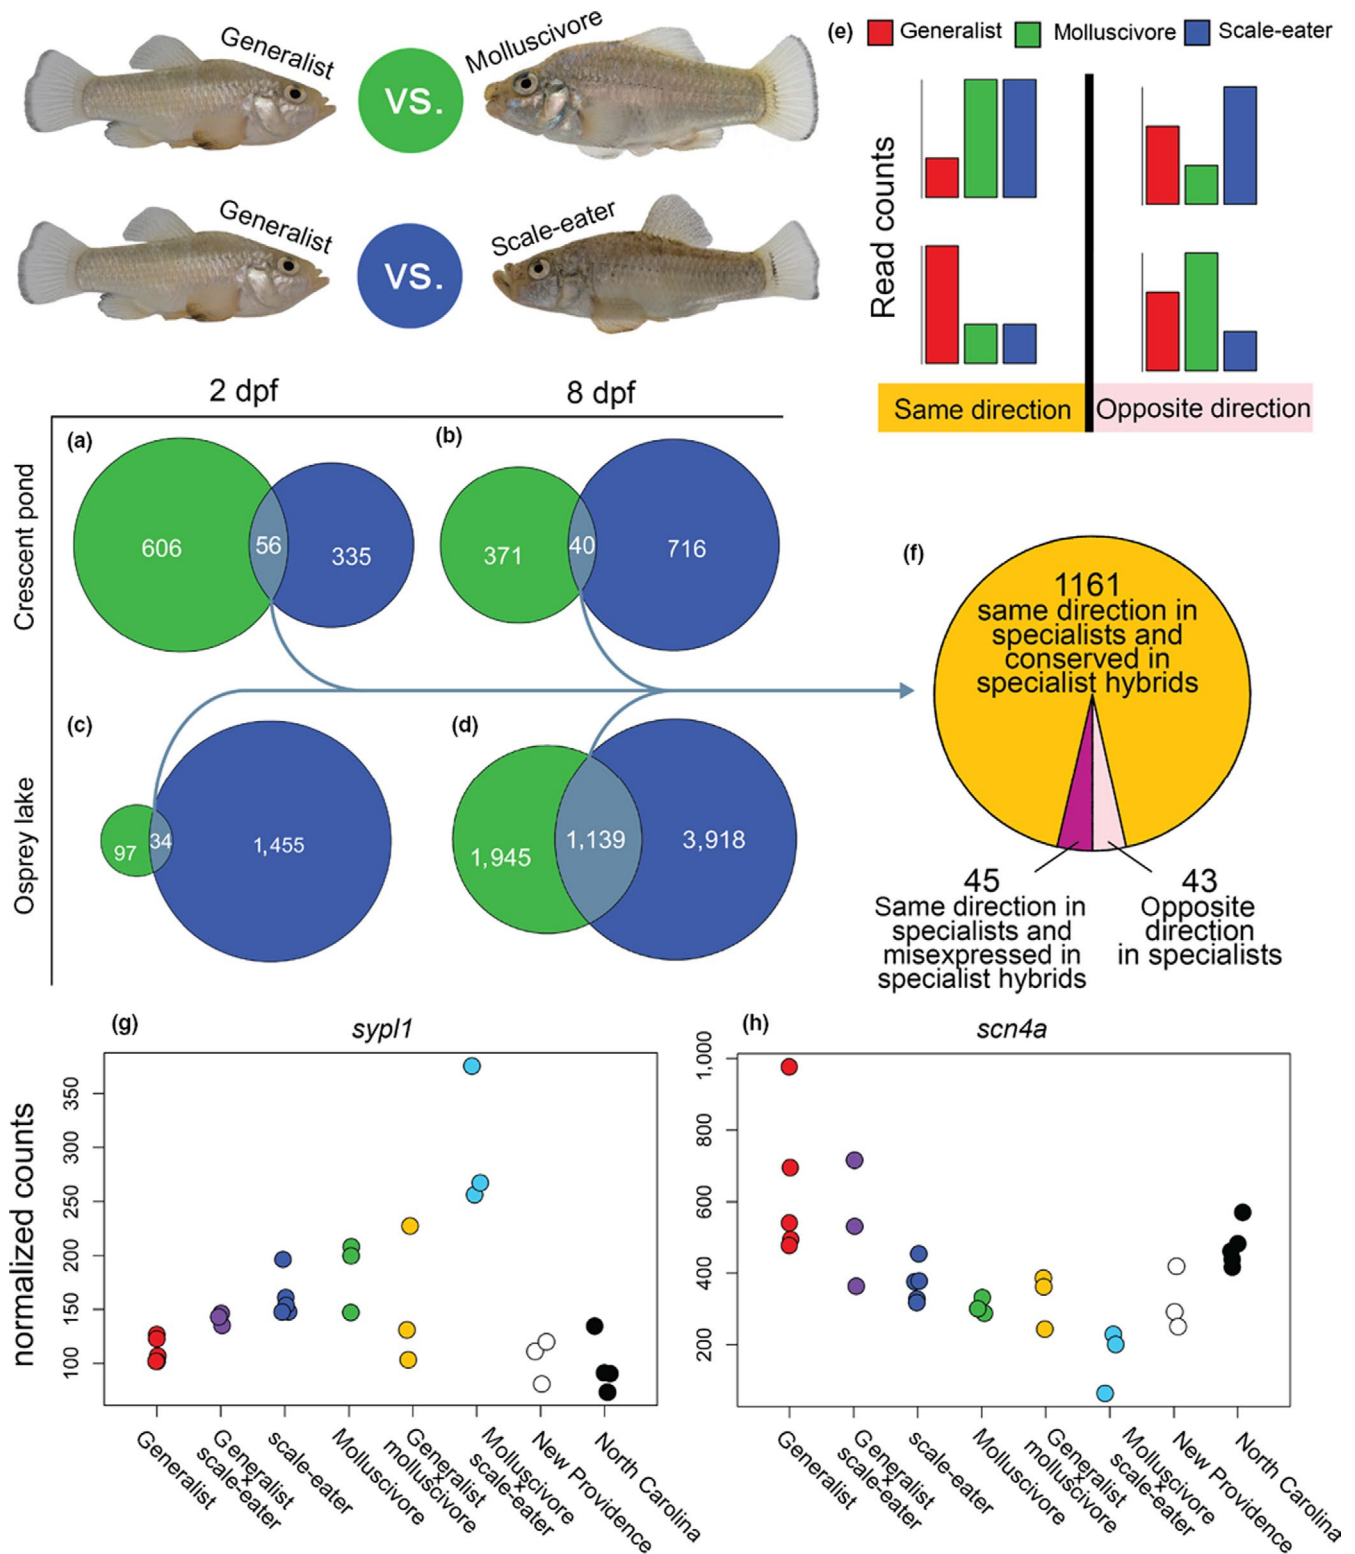 Generalist
vs.
Molluscivore
Generalist
vs.
Scale-eater
(e)
Generalist
Molluscivore
Scale-eater
Read counts
Same direction
Opposite direction
2 dpf
8 dpf
Crescent pond
(a)
606
56
335
(b)
371
40
716
Osprey lake
(c)
97
34
1,455
(d)
1,945
1,139
3,918
(f)
1161
same direction in
specialists and
conserved in
specialist hybrids
45
Same direction in
specialists and
misexpressed in
specialist hybrids
43
Opposite
direction
in specialists
(g)
sypl1
normalized counts
350
300
250
200
150
100
Generalist
Generalist
×
scale-eater
scale-eater
Molluscivore
Generalist
×
molluscivore
Molluscivore
×
scale-eater
New Providence
North Carolina
(h)
scn4a
1,000
800
600
400
200
Generalist
Generalist
×
scale-eater
scale-eater
Molluscivore
Generalist
×
molluscivore
Molluscivore
×
scale-eater
New Providence
North Carolina